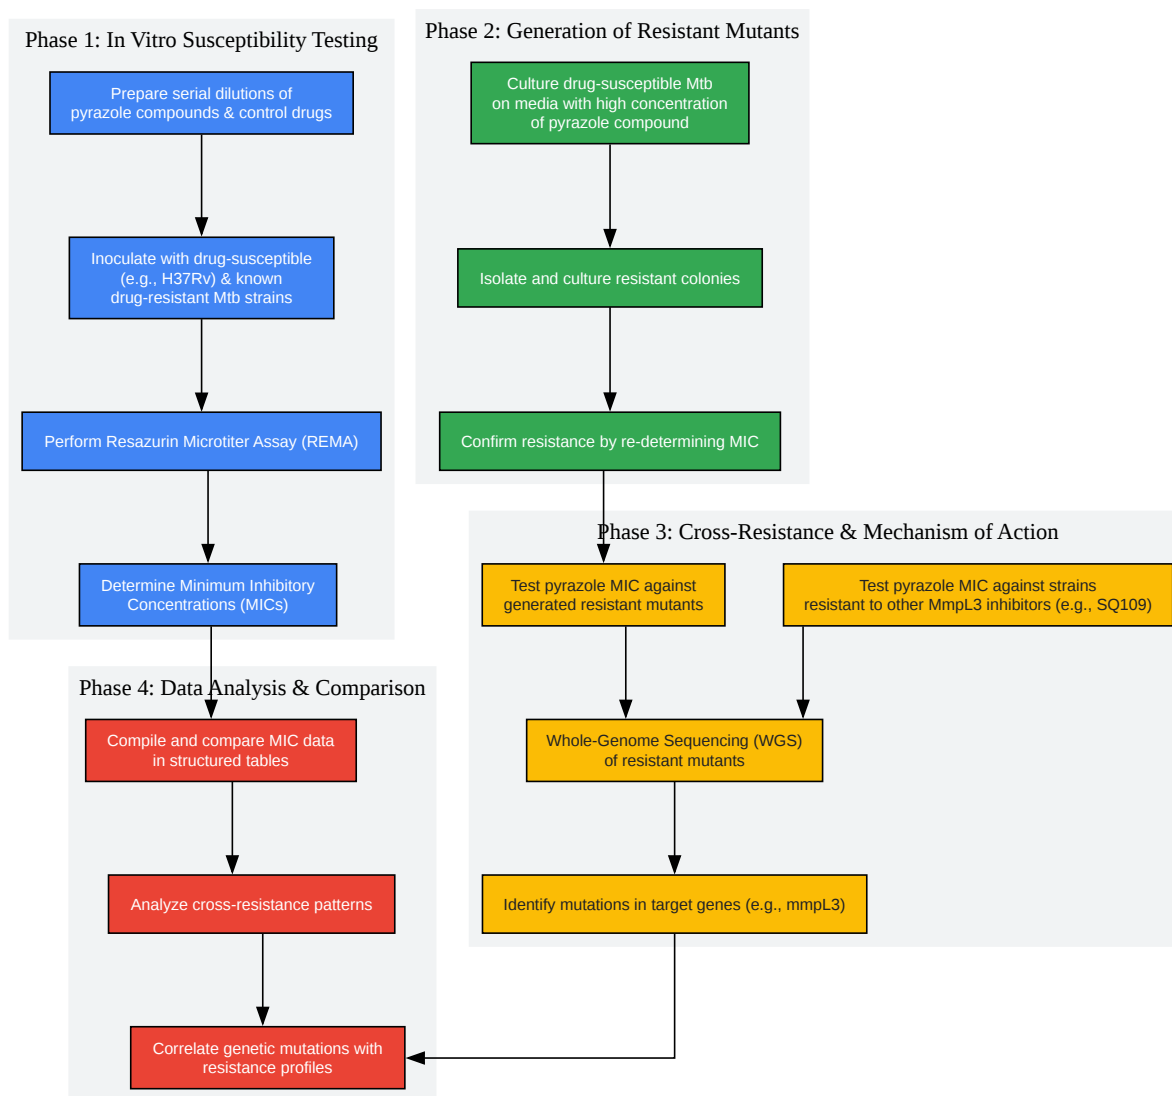 Phase 1: In Vitro Susceptibility Testing
Prepare serial dilutions of
pyrazole compounds & control drugs
Inoculate with drug-susceptible
(e.g., H37Rv) & known
drug-resistant Mtb strains
Perform Resazurin Microtiter Assay (REMA)
Determine Minimum Inhibitory
Concentrations (MICs)
Phase 2: Generation of Resistant Mutants
Culture drug-susceptible Mtb
on media with high concentration
of pyrazole compound
Isolate and culture resistant colonies
Confirm resistance by re-determining MIC
Phase 3: Cross-Resistance & Mechanism of Action
Test pyrazole MIC against
generated resistant mutants
Test pyrazole MIC against strains
resistant to other MmpL3 inhibitors (e.g., SQ109)
Whole-Genome Sequencing (WGS)
of resistant mutants
Identify mutations in target genes (e.g., mmpL3)
Phase 4: Data Analysis & Comparison
Compile and compare MIC data
in structured tables
Analyze cross-resistance patterns
Correlate genetic mutations with
resistance profiles